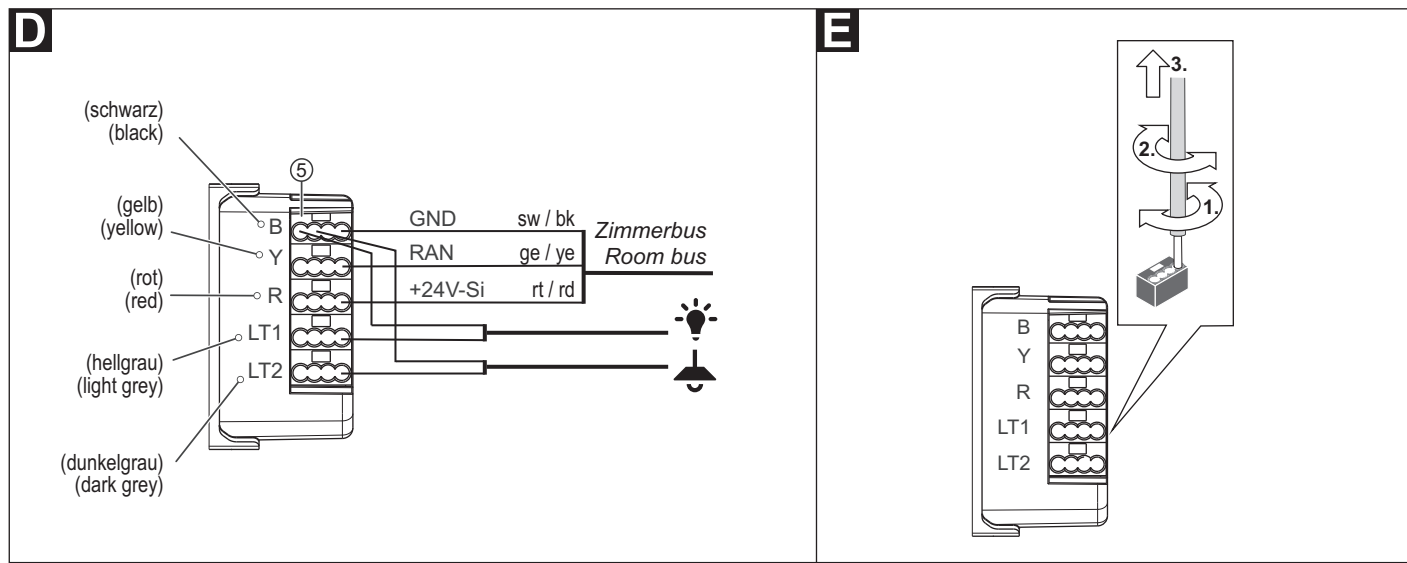 D
(schwarz)
(black)
(gelb)
(yellow)
(rot)
(red)
(hellgrau)
(light grey)
(dunkelgrau)
(dark grey)
5
B
Y
R
LT1
LT2
GND sw / bk
RAN ge / ye
+24V-Si rt / rd
Zimmerbus
Room bus
E
3.
2.
1.
B
Y
R
LT1
LT2